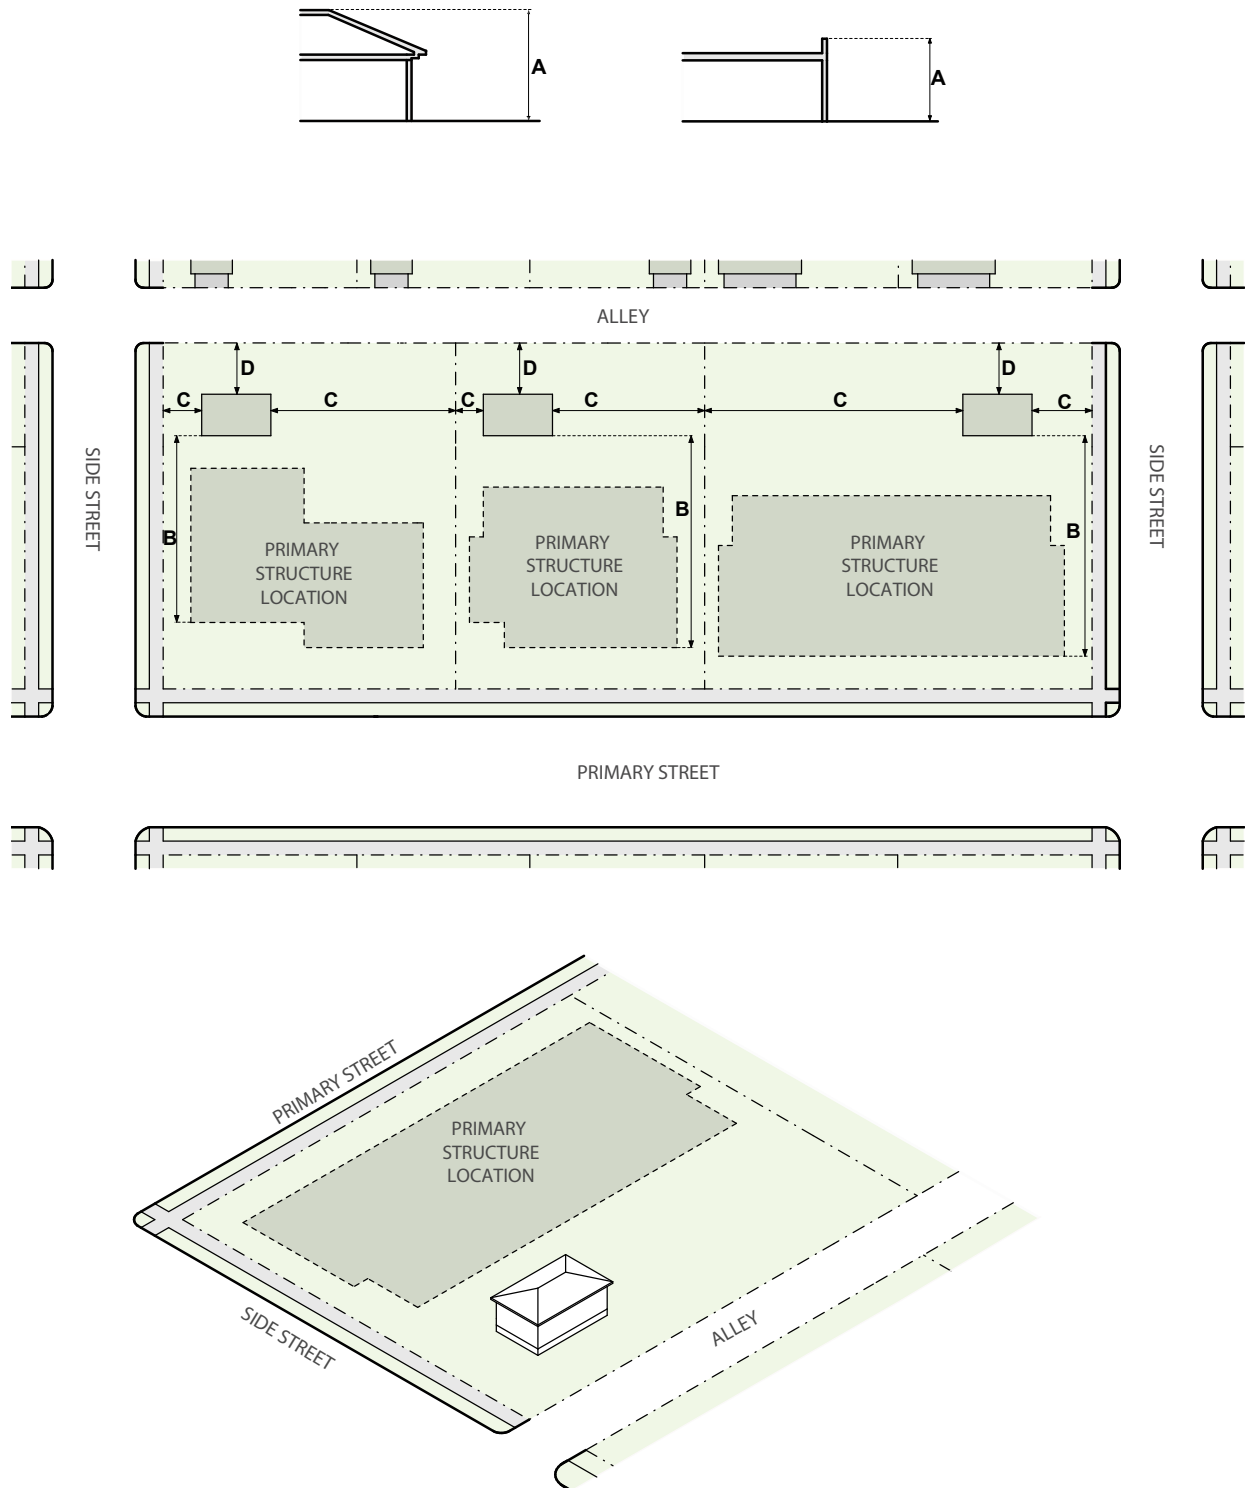 A
A
ALLEY
D
D
D
C
C
C
C
C
C
SIDE STREET
SIDE STREET
B
B
B
PRIMARY
STRUCTURE
LOCATION
PRIMARY
STRUCTURE
LOCATION
PRIMARY
STRUCTURE
LOCATION
PRIMARY STREET
PRIMARY STREET
PRIMARY
STRUCTURE
LOCATION
SIDE STREET
ALLEY